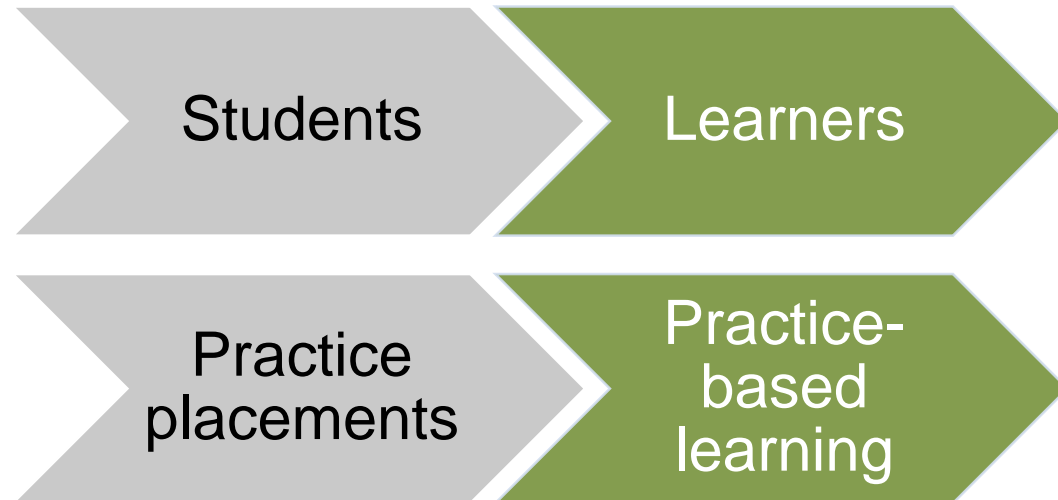 Students
Learners
Practice
placements
Practice-
based
learning